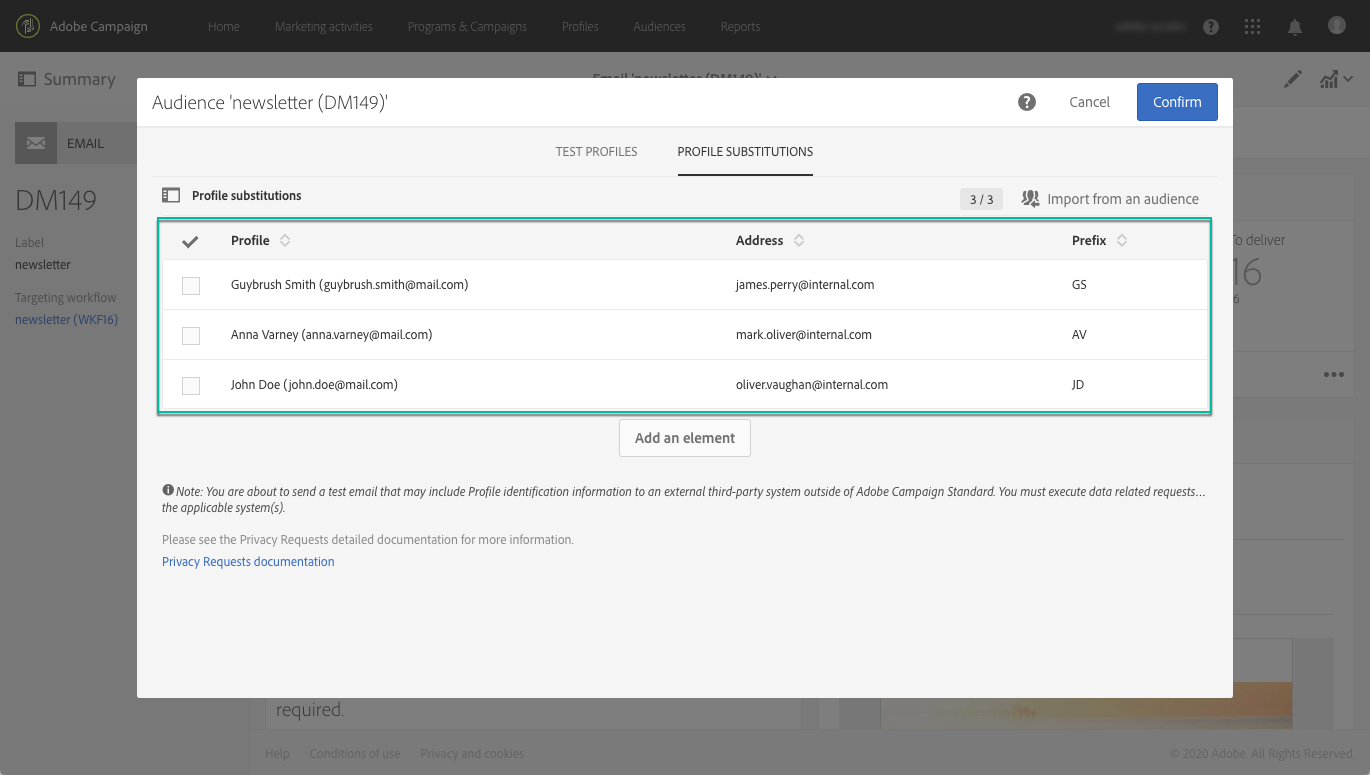 Adobe Campaign
Home
Marketing activities
Programs & Campaigns
Profiles
Audiences
Reports
Summary
Email 'newsletter (DM149)'
Audience 'newsletter (DM149)'
Cancel
Confirm
EMAIL
TEST PROFILES
PROFILE SUBSTITUTIONS
DM149
Label
newsletter
Targeting workflow
newsletter (WKF16)
Profile substitutions
3 / 3
Import from an audience
Profile
Address
Prefix
Guybrush Smith (guybrush.smith@mail.com)
james.perry@internal.com
GS
Anna Varney (anna.varney@mail.com)
mark.oliver@internal.com
AV
John Doe (john.doe@mail.com)
oliver.vaughan@internal.com
JD
To deliver
16
6
Add an element
Note: You are about to send a test email that may include Profile identification information to an external third-party system outside of Adobe Campaign Standard. You must execute data related requests…
the applicable system(s).
Please see the Privacy Requests detailed documentation for more information.
Privacy Requests documentation
required.
Help
Conditions of use
Privacy and cookies
© 2020 Adobe. All Rights Reserved.